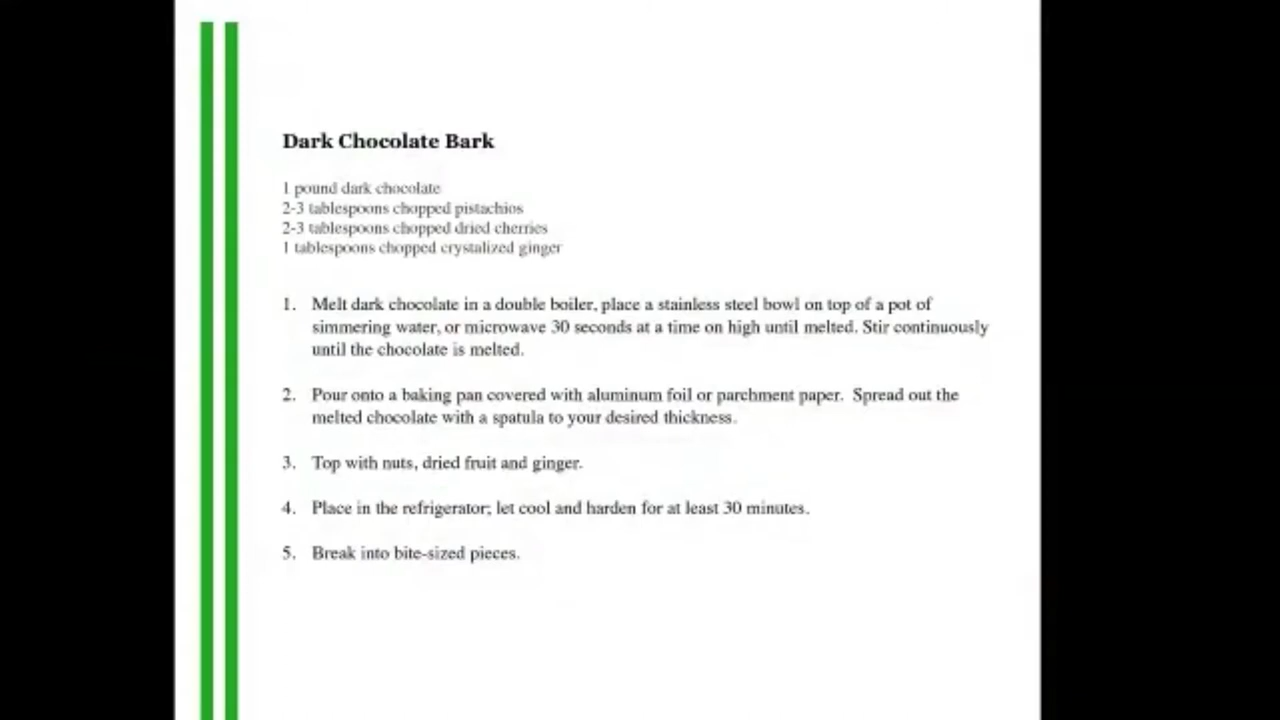 Dark Chocolate Bark
1 pound dark chocolate
2-3 tablespoons chopped pistachios
2-3 tablespoons chopped dried cherries
1 tablespoons chopped crystalized ginger
1. Melt dark chocolate in a double boiler, place a stainless steel bowl on top of a pot of
simmering water, or microwave 30 seconds at a time on high until melted. Stir continuously
until the chocolate is melted.
2. Pour onto a baking pan covered with aluminum foil or parchment paper. Spread out the
melted chocolate with a spatula to your desired thickness.
3. Top with nuts, dried fruit and ginger.
4. Place in the refrigerator; let cool and harden for at least 30 minutes.
5. Break into bite-sized pieces.